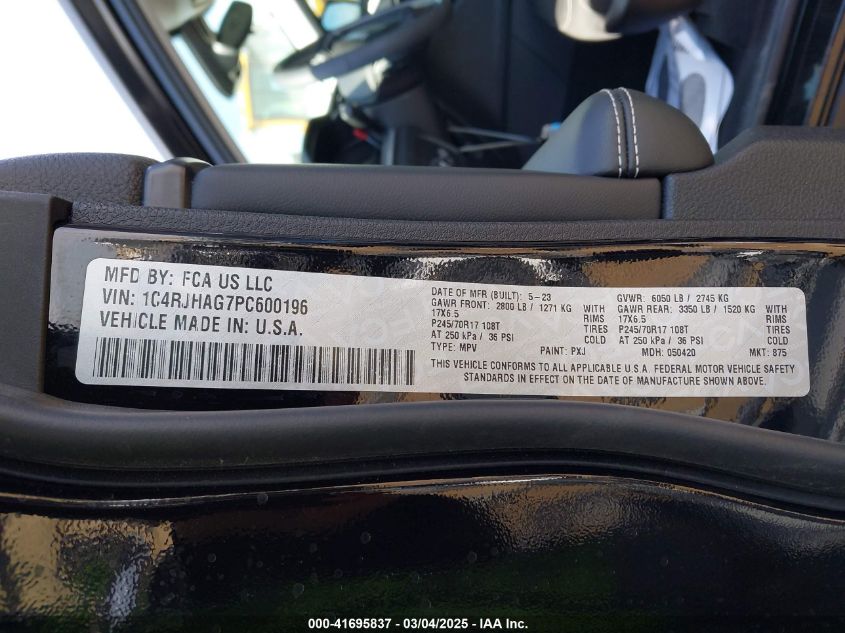 MFD BY: FCA US LLC
VIN: 1C4RJHAG7PC600196
VEHICLE MADE IN: U.S.A.
DATE OF MFR (BUILT): 5-23
GAWR FRONT: 2800 LB / 1271 KG
17X6.5 RIMS
P245/70R17 108T TIRES
AT 250 kPa / 36 PSI COLD
TYPE: MPV PAINT: PXJ
GVWR: 6050 LB / 2745 KG
GAWR REAR: 3350 LB / 1520 KG
17X6.5 RIMS
P245/70R17 108T TIRES
AT 250 kPa / 36 PSI COLD
MDH: 050420 MKT: 875
THIS VEHICLE CONFORMS TO ALL APPLICABLE U.S.A. FEDERAL MOTOR VEHICLE SAFETY
STANDARDS IN EFFECT ON THE DATE OF MANUFACTURE SHOWN ABOVE.
000-41695837 - 03/04/2025 - IAA Inc.